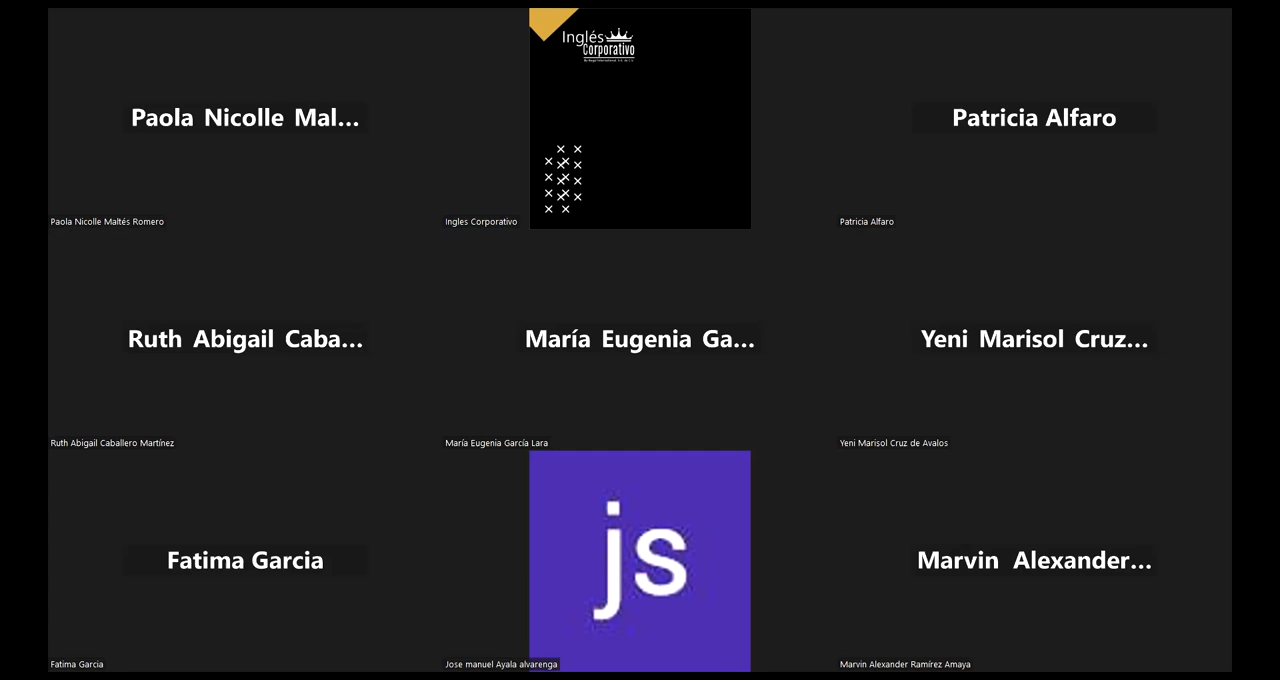 Paola Nicolle Mal...
Paola Nicolle Maltés Romero
Inglés
Corporativo
Ingles Corporativo
Patricia Alfaro
Patricia Alfaro
Ruth Abigail Caba...
Ruth Abigail Caballero Martínez
María Eugenia Ga...
María Eugenia García Lara
Yeni Marisol Cruz...
Yeni Marisol Cruz de Avalos
Fatima Garcia
Fatima Garcia
js
Jose manuel Ayala alvarenga
Marvin Alexander...
Marvin Alexander Ramírez Amaya